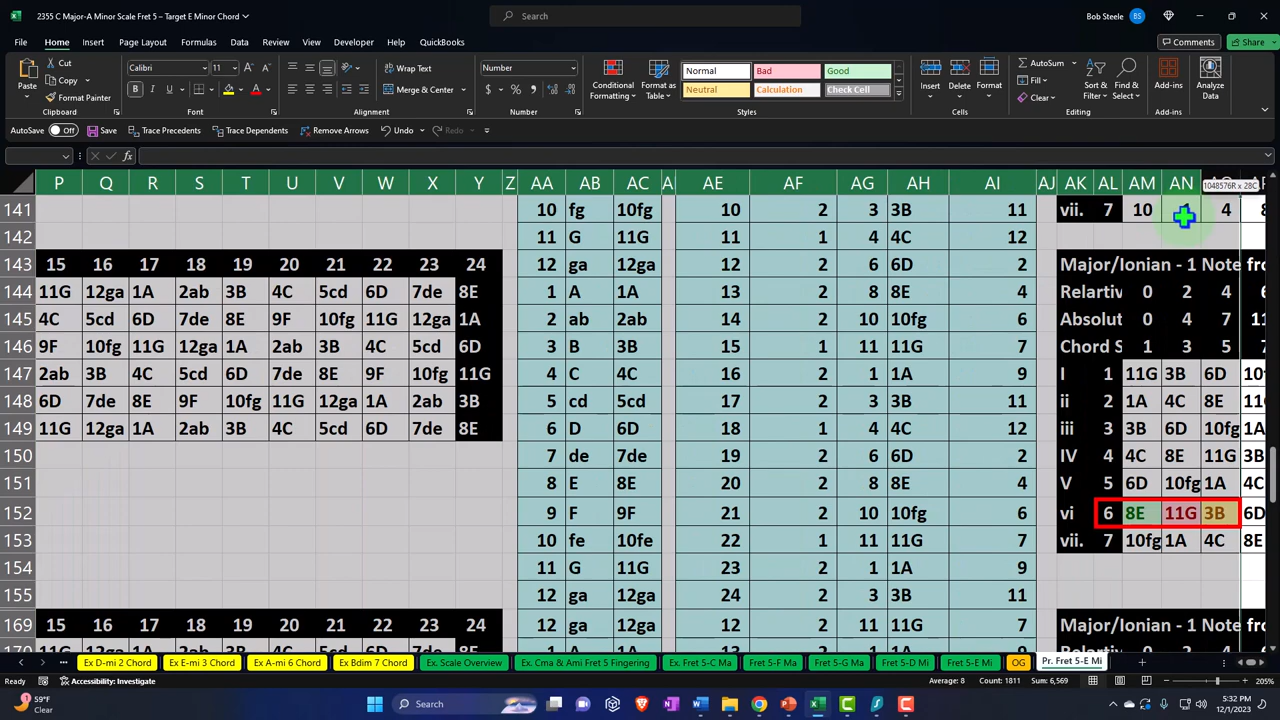 2355 C Major-A Minor Scale Fret 5 – Target E Minor Chord
Search
Bob Steele BS
File Home Insert Page Layout Formulas Data Review View Developer Help QuickBooks Comments Share
Paste Cut Copy Format Painter Clipboard
Calibri 11 Font
Wrap Text Merge & Center Alignment
Number Number
Conditional Formatting Format as Table Normal Bad Good Neutral Calculation Check Cell Styles
Insert Delete Format Cells
AutoSum Fill Clear Sort & Filter Find & Select Editing
Add-ins Add-ins Analyze Data
AutoSave Off Save Trace Precedents Trace Dependents Remove Arrows Undo
fx
P Q R S T U V W X Y Z AA AB AC AE AF AG AH AI AJ AK AL AM AN
1048576R x 28C
141 10 fg 10fg 10 2 3 3B 11 vii. 7 10 4
142 11 G 11G 11 1 4 4C 12
143 15 16 17 18 19 20 21 22 23 24 12 ga 12ga 12 2 6 6D 2 Major/Ionian - 1 Note fro
144 11G 12ga 1A 2ab 3B 4C 5cd 6D 7de 8E 1 A 1A 13 2 8 8E 4 Relartiv 0 2 4
145 4C 5cd 6D 7de 8E 9F 10fg 11G 12ga 1A 2 ab 2ab 14 2 10 10fg 6 Absolut 0 4 7 11
146 9F 10fg 11G 12ga 1A 2ab 3B 4C 5cd 6D 3 B 3B 15 1 11 11G 7 Chord S 1 3 5 7
147 2ab 3B 4C 5cd 6D 7de 8E 9F 10fg 11G 4 C 4C 16 2 1 1A 9 I 1 11G 3B 6D 10f
148 6D 7de 8E 9F 10fg 11G 12ga 1A 2ab 3B 5 cd 5cd 17 2 3 3B 11 ii 2 1A 4C 8E 11G
149 11G 12ga 1A 2ab 3B 4C 5cd 6D 7de 8E 6 D 6D 18 1 4 4C 12 iii 3 3B 6D 10fg 1A
150 7 de 7de 19 2 6 6D 2 IV 4 4C 8E 11G 3B
151 8 E 8E 20 2 8 8E 4 V 5 6D 10fg 1A 4C
152 9 F 9F 21 2 10 10fg 6 vi 6 8E 11G 3B 6D
153 10 fe 10fe 22 1 11 11G 7 vii. 7 10fg 1A 4C 8E
154 11 G 11G 23 2 1 1A 9
155 12 ga 12ga 24 2 3 3B 11
169 15 16 17 18 19 20 21 22 23 24 12 ga 12ga 12 2 11 11G 7 Major/Ionian - 1 Note fro
Ex D-mi 2 Chord Ex E-mi 3 Chord Ex A-mi 6 Chord Ex Bdim 7 Chord Ex. Scale Overview Ex. Cma & Ami Fret 5 Fingering Ex. Fret 5-C Ma Fret 5-F Ma Fret 5-G Ma Fret 5-D Mi Fret 5-E Mi OG Pr. Fret 5-E Mi
Ready Accessibility: Investigate Average: 8 Count: 1811 Sum: 6,569 205%
59°F
Clear
Search
5:32 PM
12/1/2023